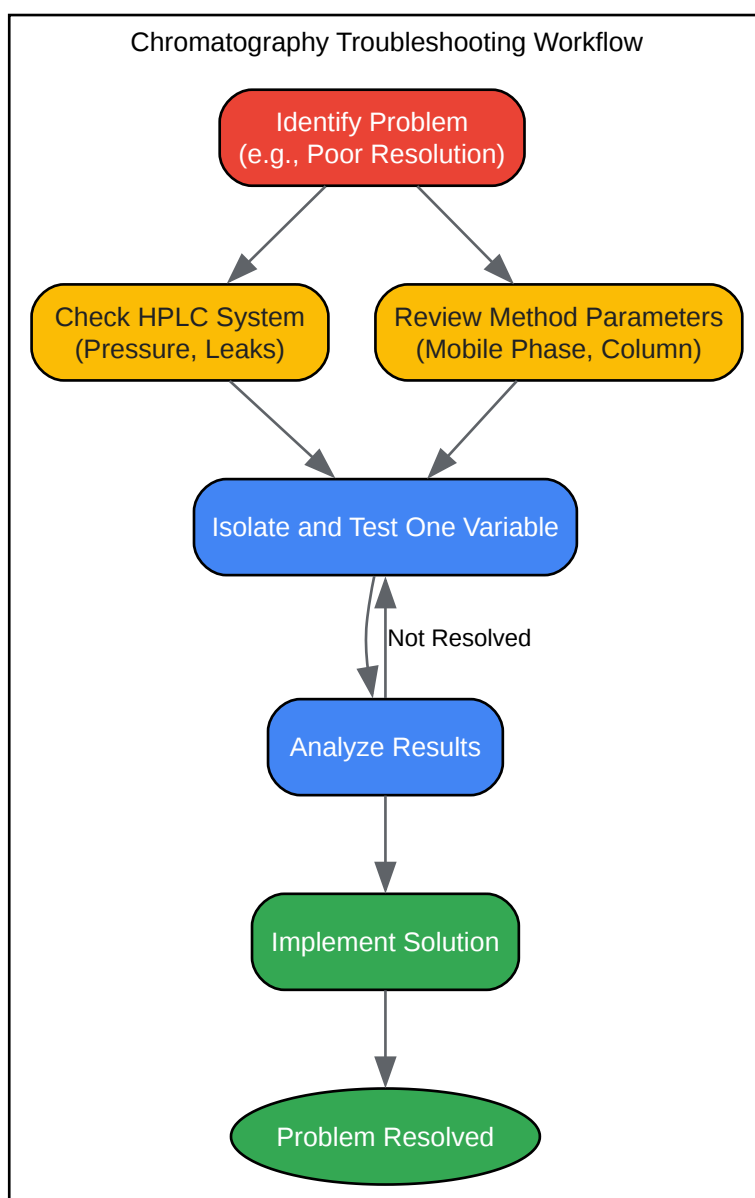 Chromatography Troubleshooting Workflow
Identify Problem
(e.g., Poor Resolution)
Check HPLC System
(Pressure, Leaks)
Review Method Parameters
(Mobile Phase, Column)
Isolate and Test One Variable
Not Resolved
Analyze Results
Implement Solution
Problem Resolved